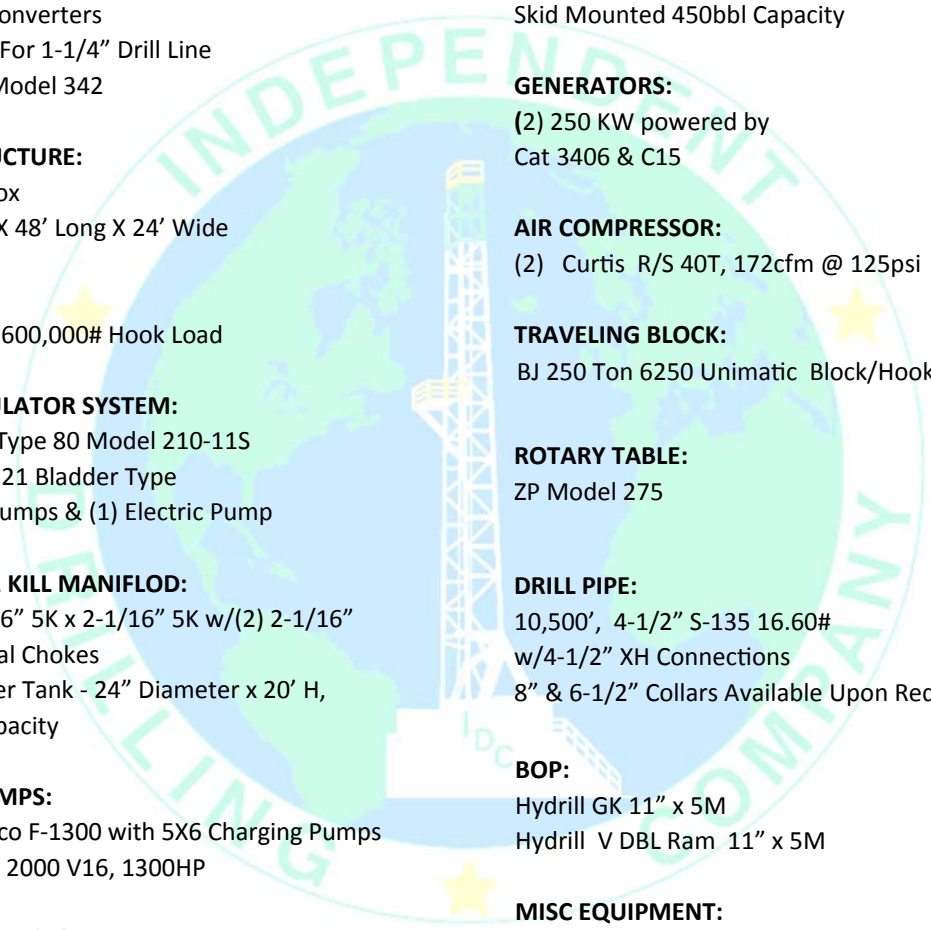 onverters
For 1-1/4” Drill Line
Model 342
UCTURE:
ox
X 48’ Long X 24’ Wide
600,000# Hook Load
ULATOR SYSTEM:
Type 80 Model 210-11S
21 Bladder Type
umps & (1) Electric Pump
KILL MANIFLOD:
6” 5K x 2-1/16” 5K w/(2) 2-1/16”
al Chokes
er Tank - 24” Diameter x 20’ H,
pacity
MPS:
co F-1300 with 5X6 Charging Pumps
2000 V16, 1300HP
Skid Mounted 450bbl Capacity
GENERATORS:
(2) 250 KW powered by
Cat 3406 & C15
AIR COMPRESSOR:
(2) Curtis R/S 40T, 172cfm @ 125psi
TRAVELING BLOCK:
BJ 250 Ton 6250 Unimatic Block/Hook
ROTARY TABLE:
ZP Model 275
DRILL PIPE:
10,500’, 4-1/2” S-135 16.60#
w/4-1/2” XH Connections
8” & 6-1/2” Collars Available Upon Req
BOP:
Hydrill GK 11” x 5M
Hydrill V DBL Ram 11” x 5M
MISC EQUIPMENT:
INDEPENDENT
DRILLING
COMPANY
IDC